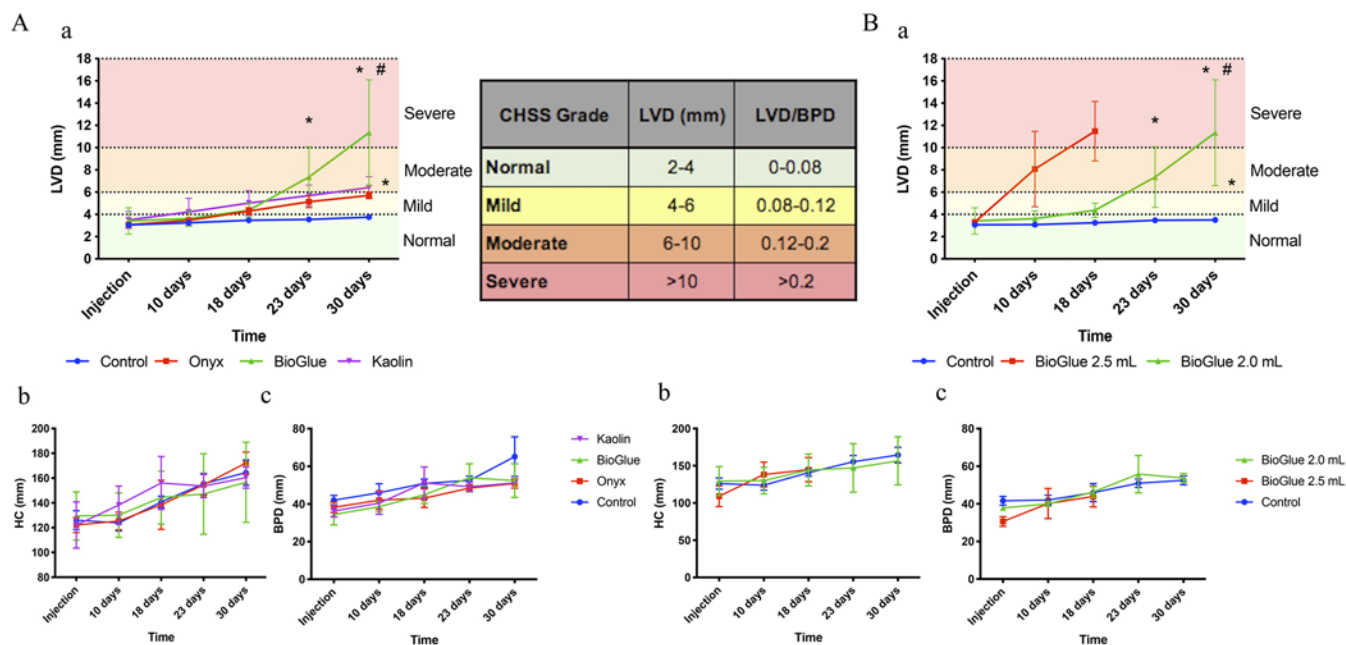 A
a
18
16
14
12
10
8
6
4
2
0
LVD (mm)
* #
*
*
Severe
Moderate
Mild
Normal
Injection
10 days
18 days
23 days
30 days
Time
Control Onyx BioGlue Kaolin
CHSS Grade LVD (mm) LVD/BPD
Normal 2-4 0-0.08
Mild 4-6 0.08-0.12
Moderate 6-10 0.12-0.2
Severe >10 >0.2
B
a
18
16
14
12
10
8
6
4
2
0
LVD (mm)
* #
*
*
Severe
Moderate
Mild
Normal
Injection
10 days
18 days
23 days
30 days
Time
Control BioGlue 2.5 mL BioGlue 2.0 mL
b
200
180
160
140
120
100
80
HC (mm)
Injection
10 days
18 days
23 days
30 days
Time
c
80
60
40
20
0
BPD (mm)
Injection
10 days
18 days
23 days
30 days
Time
Kaolin
BioGlue
Onyx
Control
b
200
150
100
50
0
HC (mm)
Injection
10 days
18 days
23 days
30 days
Time
c
80
60
40
20
0
BPD (mm)
Injection
10 days
18 days
23 days
30 days
Time
BioGlue 2.0 mL
BioGlue 2.5 mL
Control